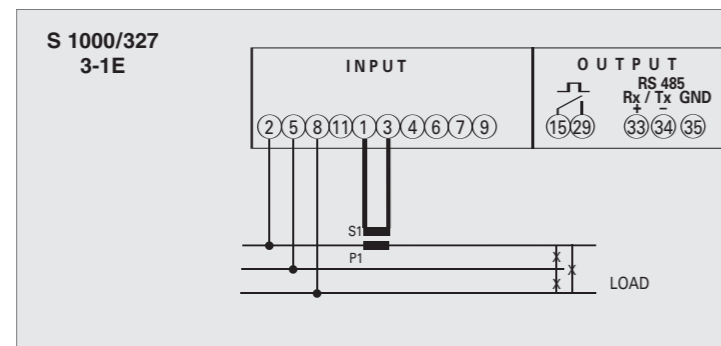 S 1000/327
3-1E
INPUT
OUTPUT
RS 485
Rx / Tx GND
+ −
2 5 8 11 1 3 4 6 7 9
15 29 33 34 35
S1
P1
LOAD